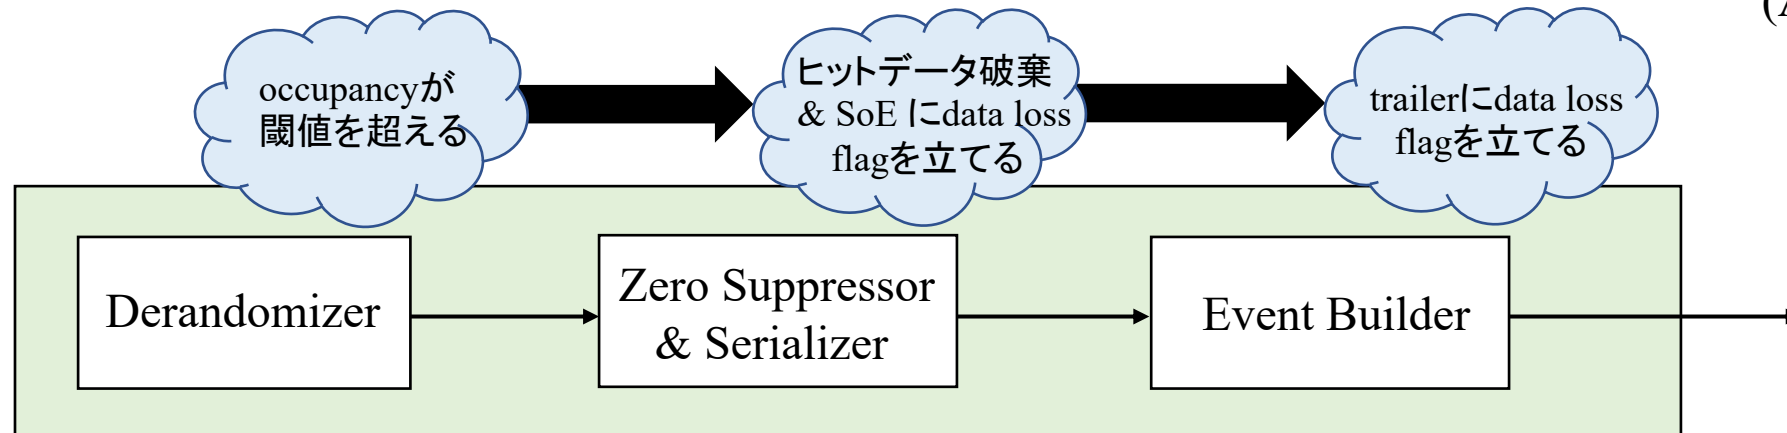 (A
occupancyが
閾値を超える
ヒットデータ破棄
& SoE にdata loss
flagを立てる
trailerにdata loss
flagを立てる
Derandomizer
Zero Suppressor
& Serializer
Event Builder